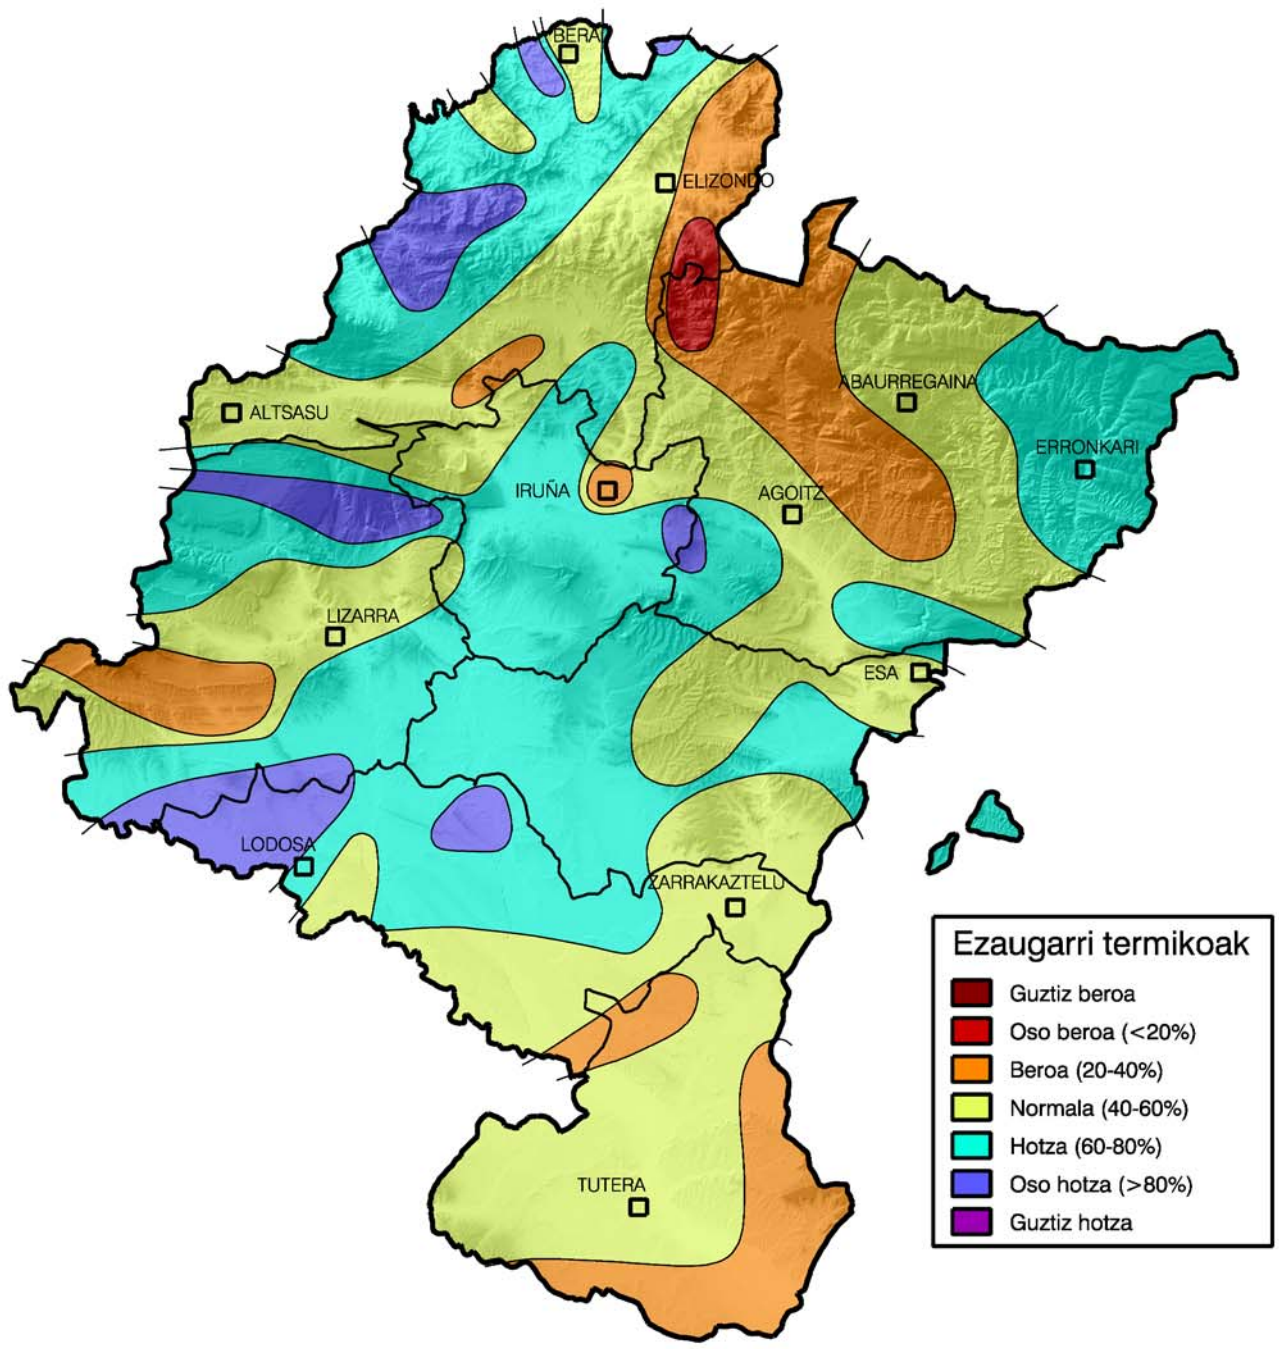 BERA
ELIZONDO
ABAURREGAINA
ALTSASU
ERRONKARI
IRUÑA
AGOITZ
LIZARRA
ESA
LODOSA
ZARRAKAZTELU
TUTERA
Ezaugarri termikoak
Guztiz beroa
Oso beroa (<20%)
Beroa (20-40%)
Normala (40-60%)
Hotza (60-80%)
Oso hotza (>80%)
Guztiz hotza